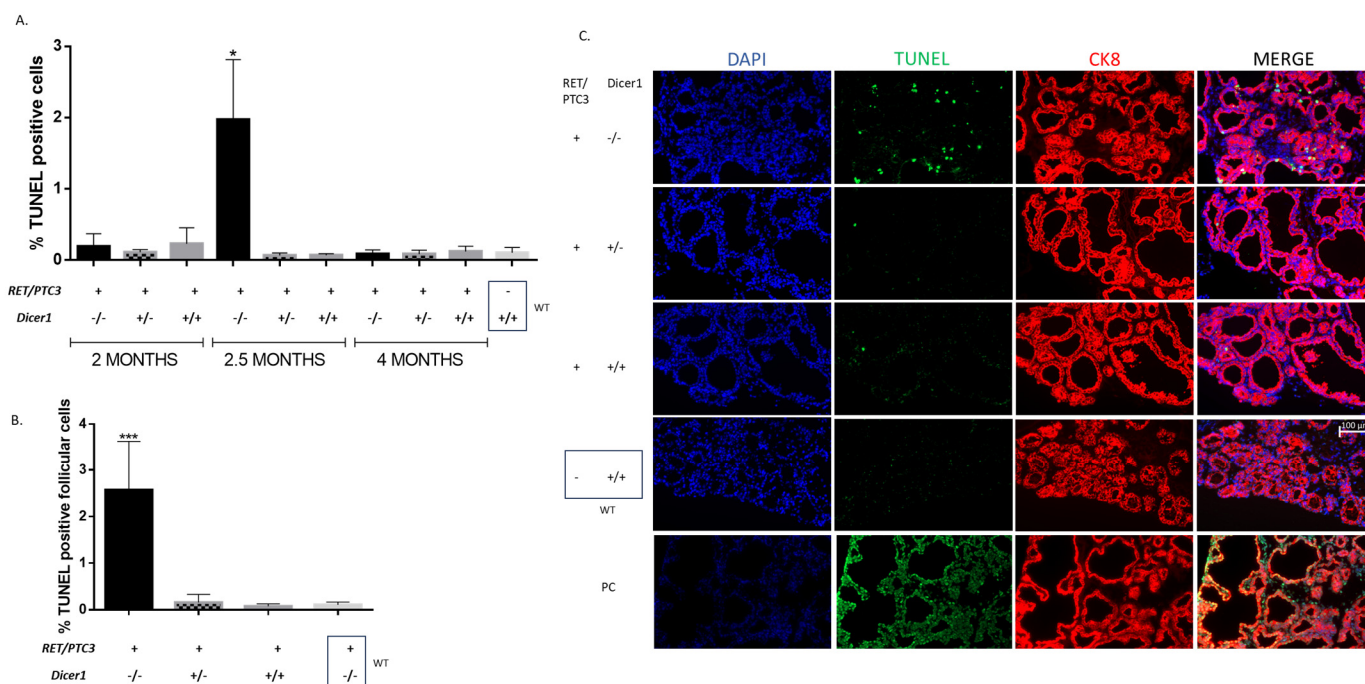 A.
% TUNEL positive cells
3
2
1
0
*
RET/PTC3 + + + + + + + + + -
Dicer1 -/- +/- +/+ -/- +/- +/+ -/- +/- +/+ +/+ WT
2 MONTHS 2.5 MONTHS 4 MONTHS
B.
% TUNEL positive follicular cells
4
3
2
1
0
***
RET/PTC3 + + + +
Dicer1 -/- +/- +/+ -/- WT
C.
DAPI TUNEL CK8 MERGE
RET/ Dicer1
PTC3
+ -/-
+ +/-
+ +/+
100 µm
- +/+
WT
PC